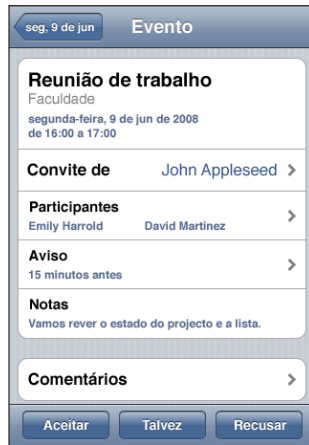 seg, 9 de jun Evento
Reunião de trabalho
Faculdade
segunda-feira, 9 de jun de 2008
de 16:00 a 17:00
Convite de John Appleseed
Participantes
Emily Harrold David Martinez
Aviso
15 minutos antes
Notas
Vamos rever o estado do projecto e a lista.
Comentários
Aceitar Talvez Recusar